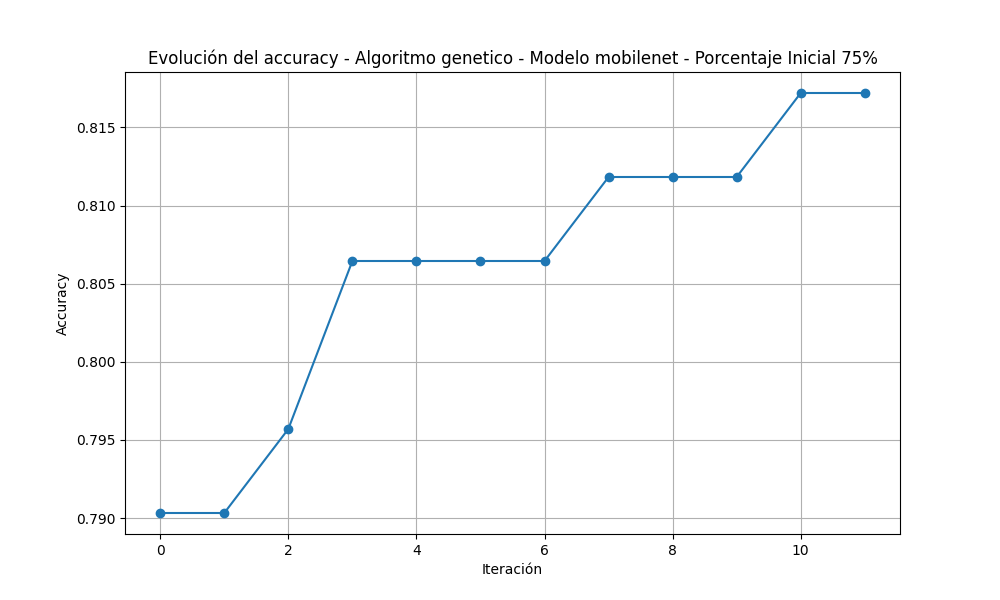 Evolución del accuracy - Algoritmo genetico - Modelo mobilenet - Porcentaje Inicial 75%
0.815
0.810
0.805
0.800
0.795
0.790
Accuracy
0 2 4 6 8 10
Iteración